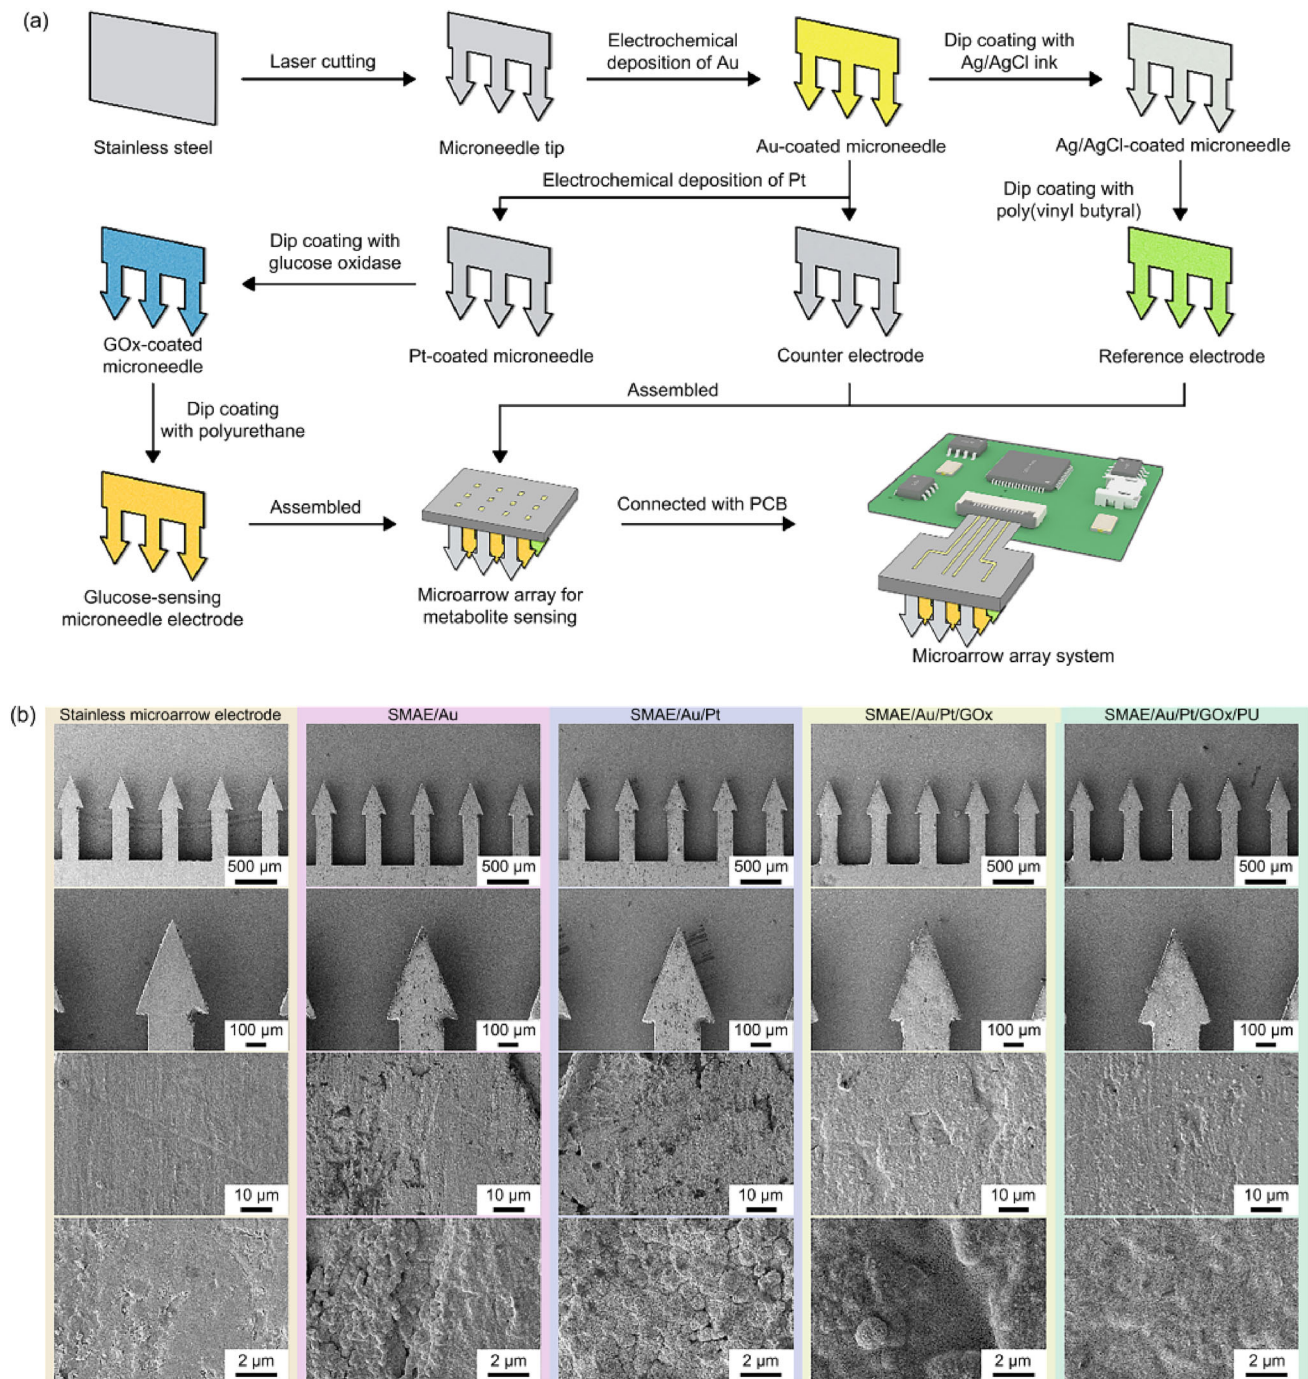 (a)
Stainless steel
Laser cutting
Microneedle tip
Electrochemical
deposition of Au
Au-coated microneedle
Dip coating with
Ag/AgCl ink
Ag/AgCl-coated microneedle
Electrochemical deposition of Pt
Dip coating with
poly(vinyl butyral)
Dip coating with
glucose oxidase
GOx-coated
microneedle
Pt-coated microneedle
Counter electrode
Reference electrode
Assembled
Dip coating
with polyurethane
Assembled
Connected with PCB
Glucose-sensing
microneedle electrode
Microarrow array for
metabolite sensing
Microarrow array system
(b)
Stainless microarrow electrode
SMAE/Au
SMAE/Au/Pt
SMAE/Au/Pt/GOx
SMAE/Au/Pt/GOx/PU
500 µm
500 µm
500 µm
500 µm
500 µm
100 µm
100 µm
100 µm
100 µm
100 µm
10 µm
10 µm
10 µm
10 µm
10 µm
2 µm
2 µm
2 µm
2 µm
2 µm